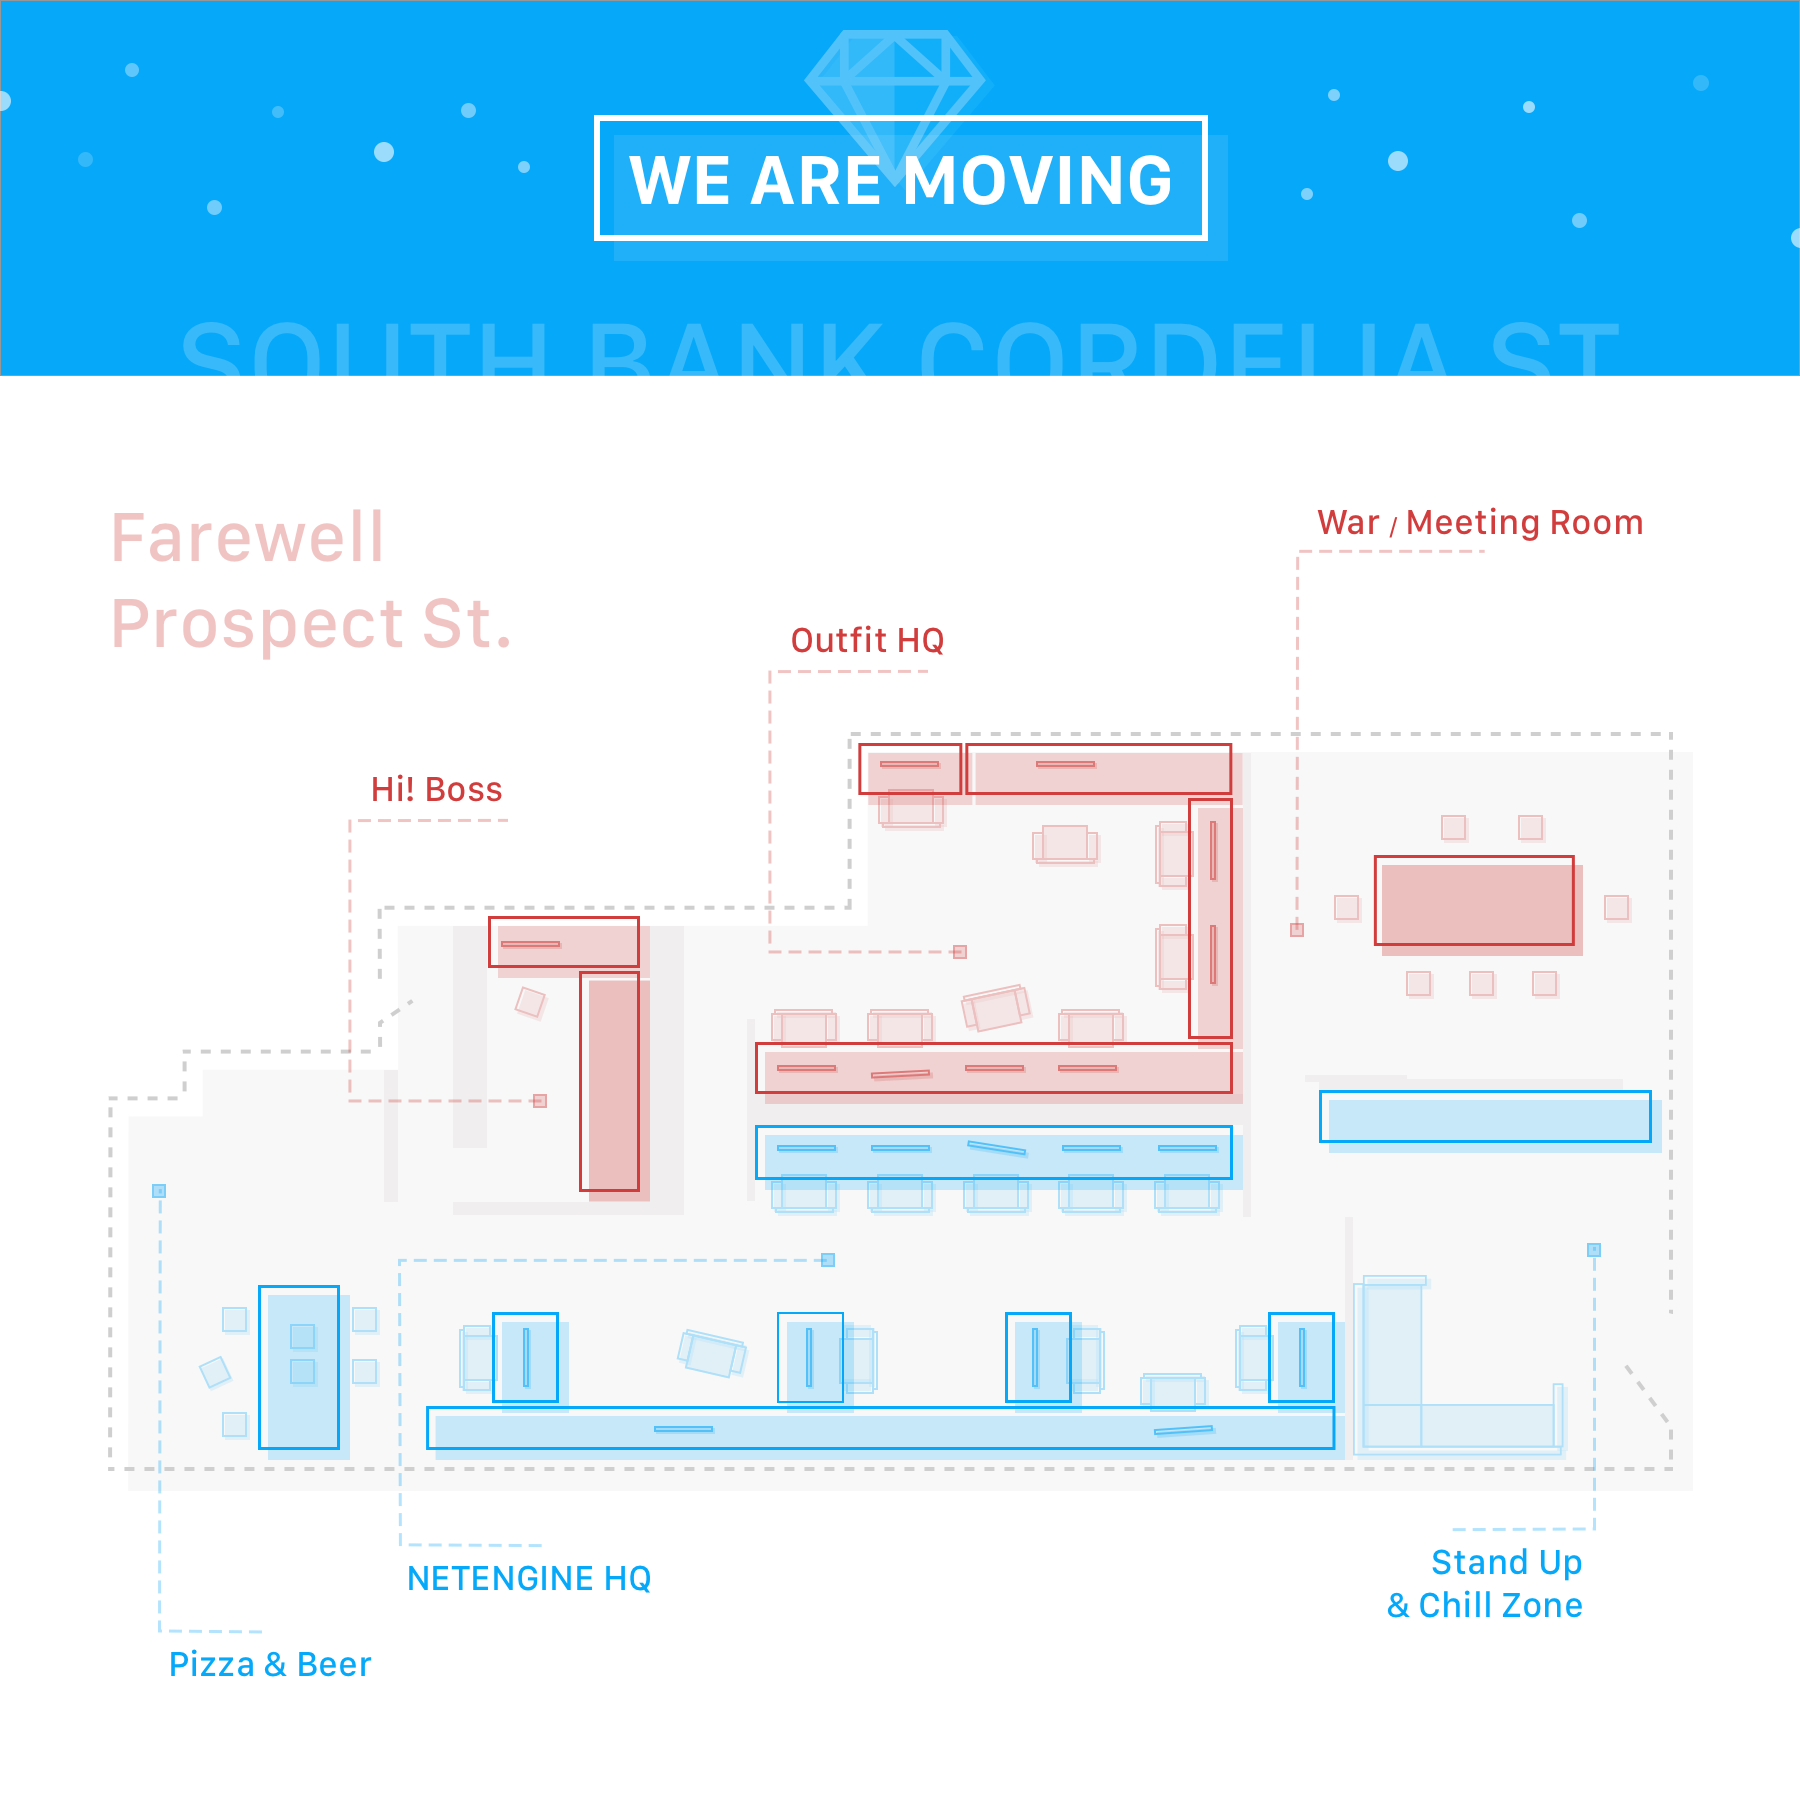 WE ARE MOVING
SOUTH BANK CORDELIA ST
Farewell
Prospect St.
War / Meeting Room
Outfit HQ
Hi! Boss
NETENGINE HQ
Stand Up
& Chill Zone
Pizza & Beer